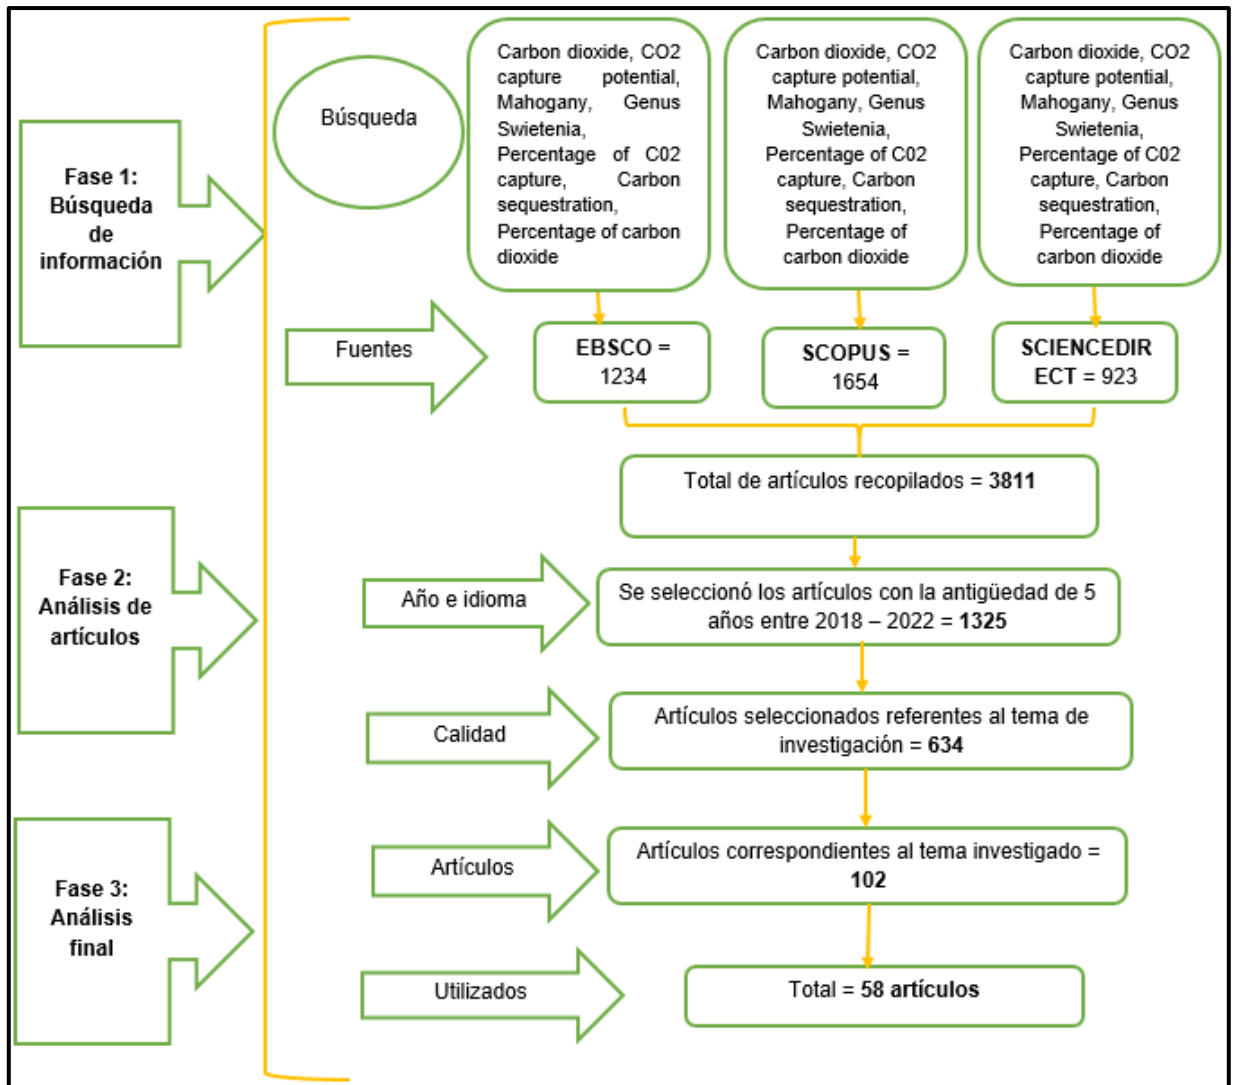 Fase 1:
Búsqueda
de
información
Búsqueda
Carbon dioxide, CO2
capture potential,
Mahogany, Genus
Swietenia,
Percentage of C02
capture, Carbon
sequestration,
Percentage of carbon
dioxide
Carbon dioxide, CO2
capture potential,
Mahogany, Genus
Swietenia,
Percentage of C02
capture, Carbon
sequestration,
Percentage of
carbon dioxide
Carbon dioxide, CO2
capture potential,
Mahogany, Genus
Swietenia,
Percentage of C02
capture, Carbon
sequestration,
Percentage of
carbon dioxide
Fuentes
EBSCO =
1234
SCOPUS =
1654
SCIENCEDIR
ECT = 923
Total de artículos recopilados = 3811
Fase 2:
Análisis de
artículos
Año e idioma
Se seleccionó los artículos con la antigüedad de 5
años entre 2018 – 2022 = 1325
Calidad
Artículos seleccionados referentes al tema de
investigación = 634
Fase 3:
Análisis
final
Artículos
Artículos correspondientes al tema investigado =
102
Utilizados
Total = 58 artículos